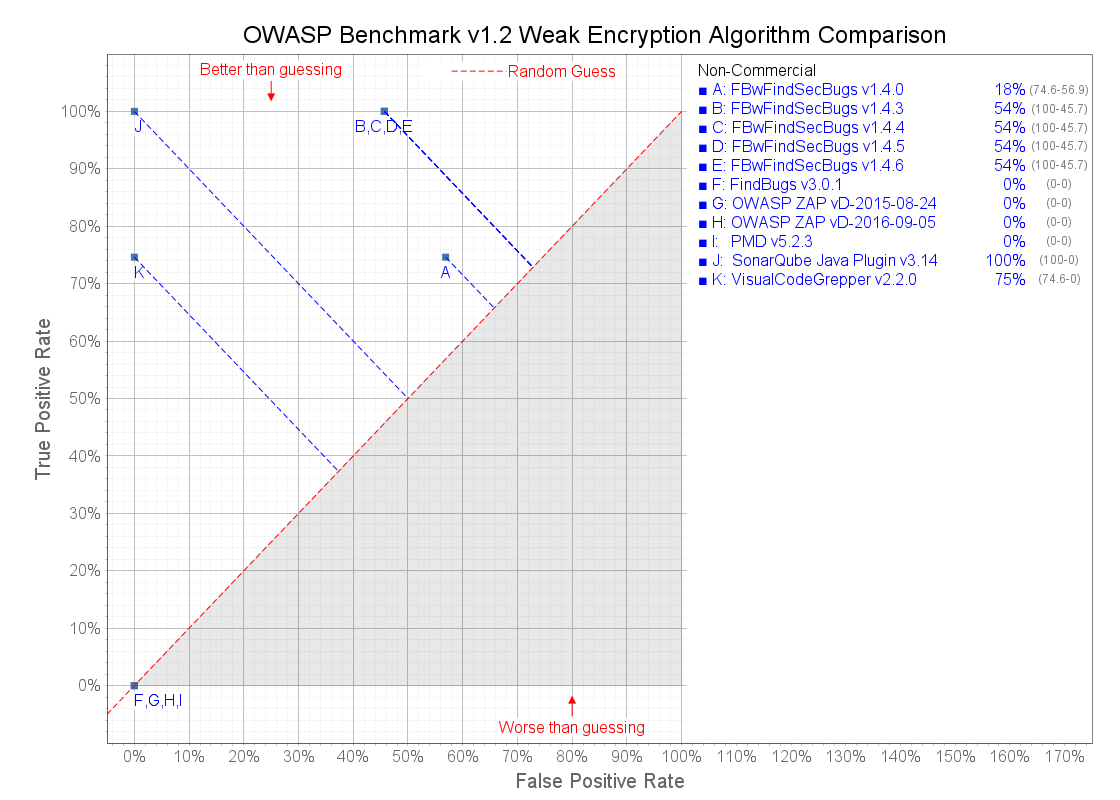 OWASP Benchmark v1.2 Weak Encryption Algorithm Comparison
Better than guessing
Random Guess
Non-Commercial
A: FBwFindSecBugs v1.4.0 18% (74.6-56.9)
B: FBwFindSecBugs v1.4.3 54% (100-45.7)
C: FBwFindSecBugs v1.4.4 54% (100-45.7)
D: FBwFindSecBugs v1.4.5 54% (100-45.7)
E: FBwFindSecBugs v1.4.6 54% (100-45.7)
F: FindBugs v3.0.1 0% (0-0)
G: OWASP ZAP vD-2015-08-24 0% (0-0)
H: OWASP ZAP vD-2016-09-05 0% (0-0)
I: PMD v5.2.3 0% (0-0)
J: SonarQube Java Plugin v3.14 100% (100-0)
K: VisualCodeGrepper v2.2.0 75% (74.6-0)
100%
90%
80%
70%
60%
50%
40%
30%
20%
10%
0%
True Positive Rate
J
B,C,D,E
K
A
F,G,H,I
Worse than guessing
0% 10% 20% 30% 40% 50% 60% 70% 80% 90% 100% 110% 120% 130% 140% 150% 160% 170%
False Positive Rate